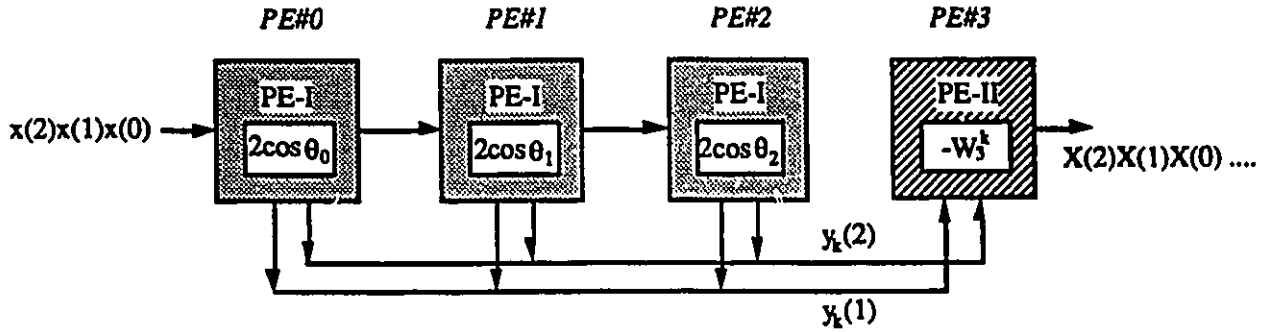 PE#0 PE#1 PE#2 PE#3
PE-I PE-I PE-I PE-II
x(2)x(1)x(0) 2cosθ₀ 2cosθ₁ 2cosθ₂ -W₃ᵏ
X(2)X(1)X(0) ....
yₖ(2)
yₖ(1)